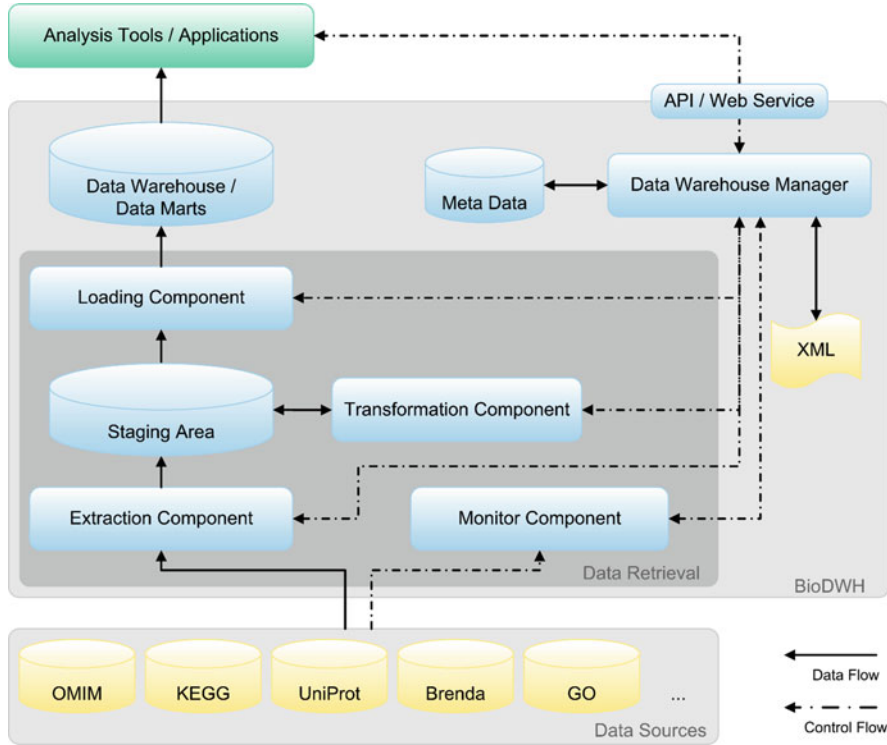 Analysis Tools / Applications
API / Web Service
Data Warehouse /
Data Marts
Meta Data
Data Warehouse Manager
Loading Component
XML
Staging Area
Transformation Component
Extraction Component
Monitor Component
Data Retrieval
BioDWH
OMIM
KEGG
UniProt
Brenda
GO
...
Data Sources
Data Flow
Control Flow